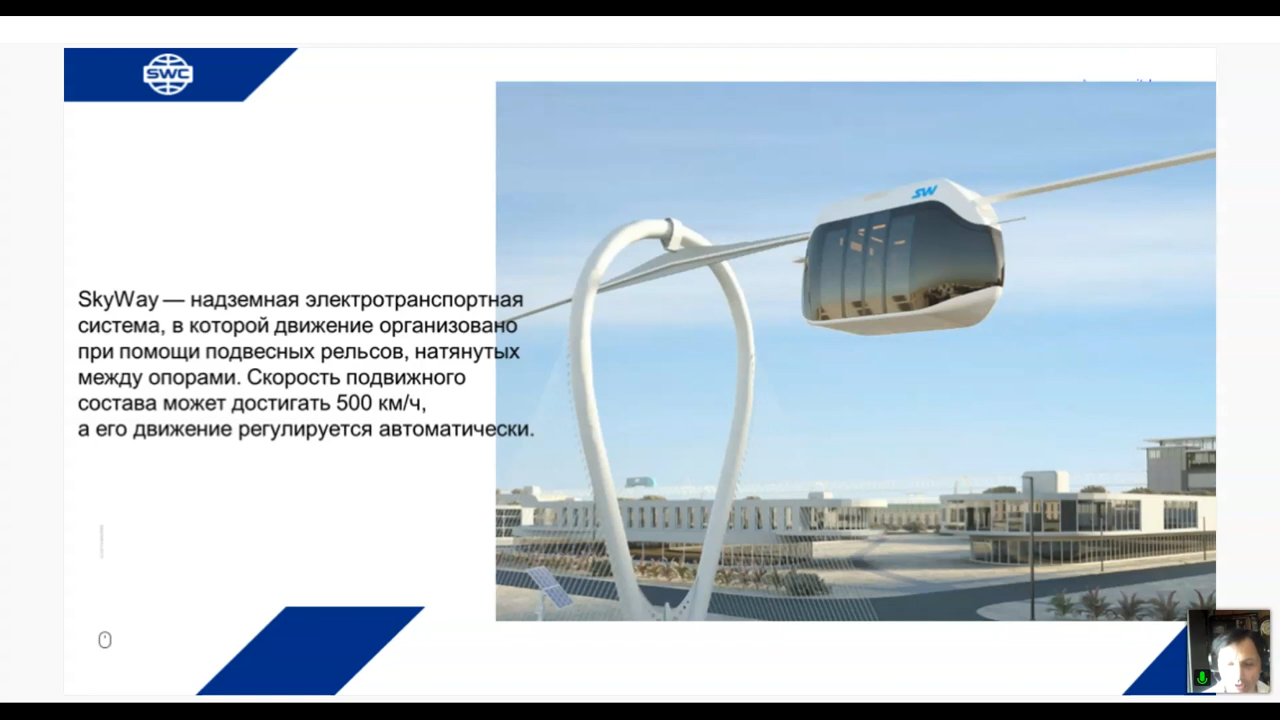 SWC
SW
SkyWay — надземная электротранспортная
система, в которой движение организовано
при помощи подвесных рельсов, натянутых
между опорами. Скорость подвижного
состава может достигать 500 км/ч,
а его движение регулируется автоматически.